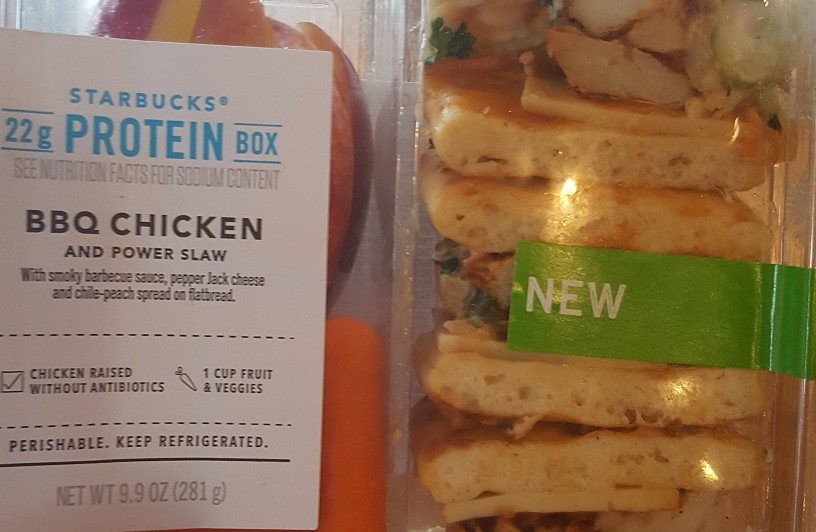 STARBUCKS®
22g PROTEIN BOX
SEE NUTRITION FACTS FOR SODIUM CONTENT
BBQ CHICKEN
AND POWER SLAW
With smoky barbecue sauce, pepper Jack cheese
and chile-peach spread on flatbread.
CHICKEN RAISED
WITHOUT ANTIBIOTICS
1 CUP FRUIT
& VEGGIES
PERISHABLE. KEEP REFRIGERATED.
NET WT 9.9 OZ (281 g)
NEW